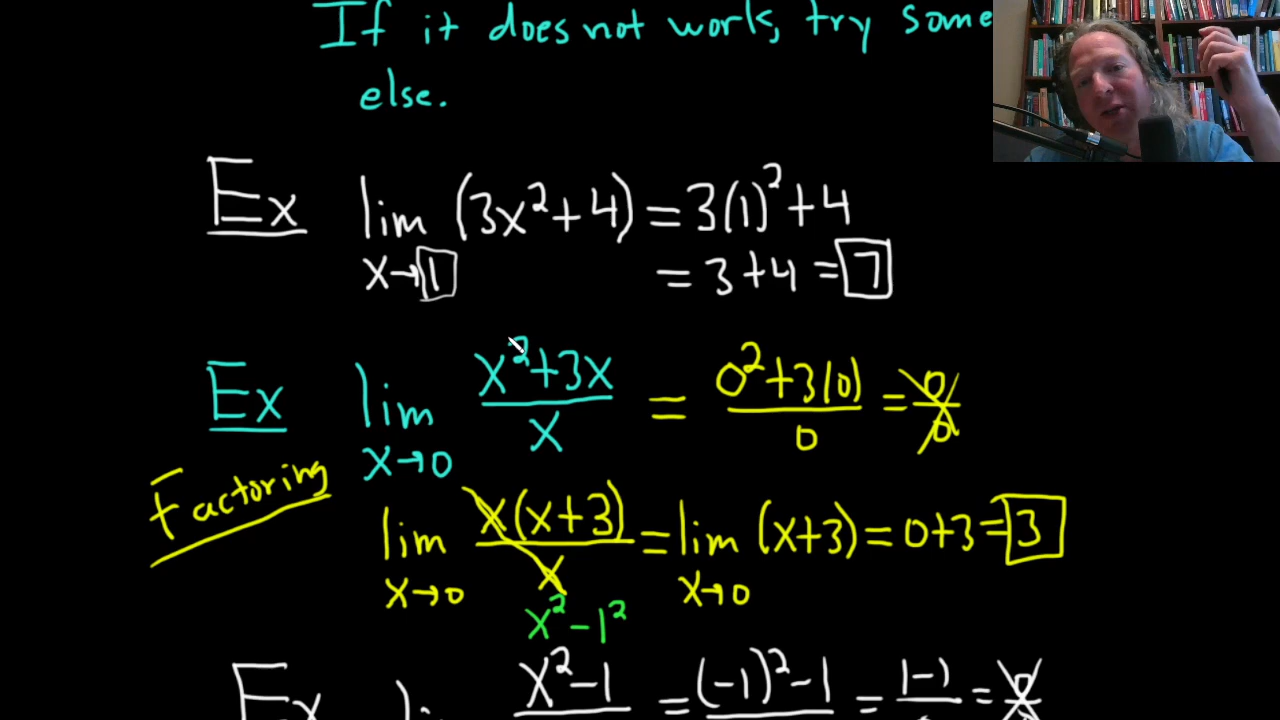 If it does not work, try some
else.
Ex lim (3x²+4) = 3(1)²+4
x→1 = 3+4 = 7
Ex lim x²+3x/x = 0²+3(0)/0 = 0/0
x→0
Factoring
lim x(x+3)/x = lim (x+3) = 0+3 = 3
x→0 x→0
x²-1²
Ex x²-1 = (-1)²-1 = 1-1 = 0